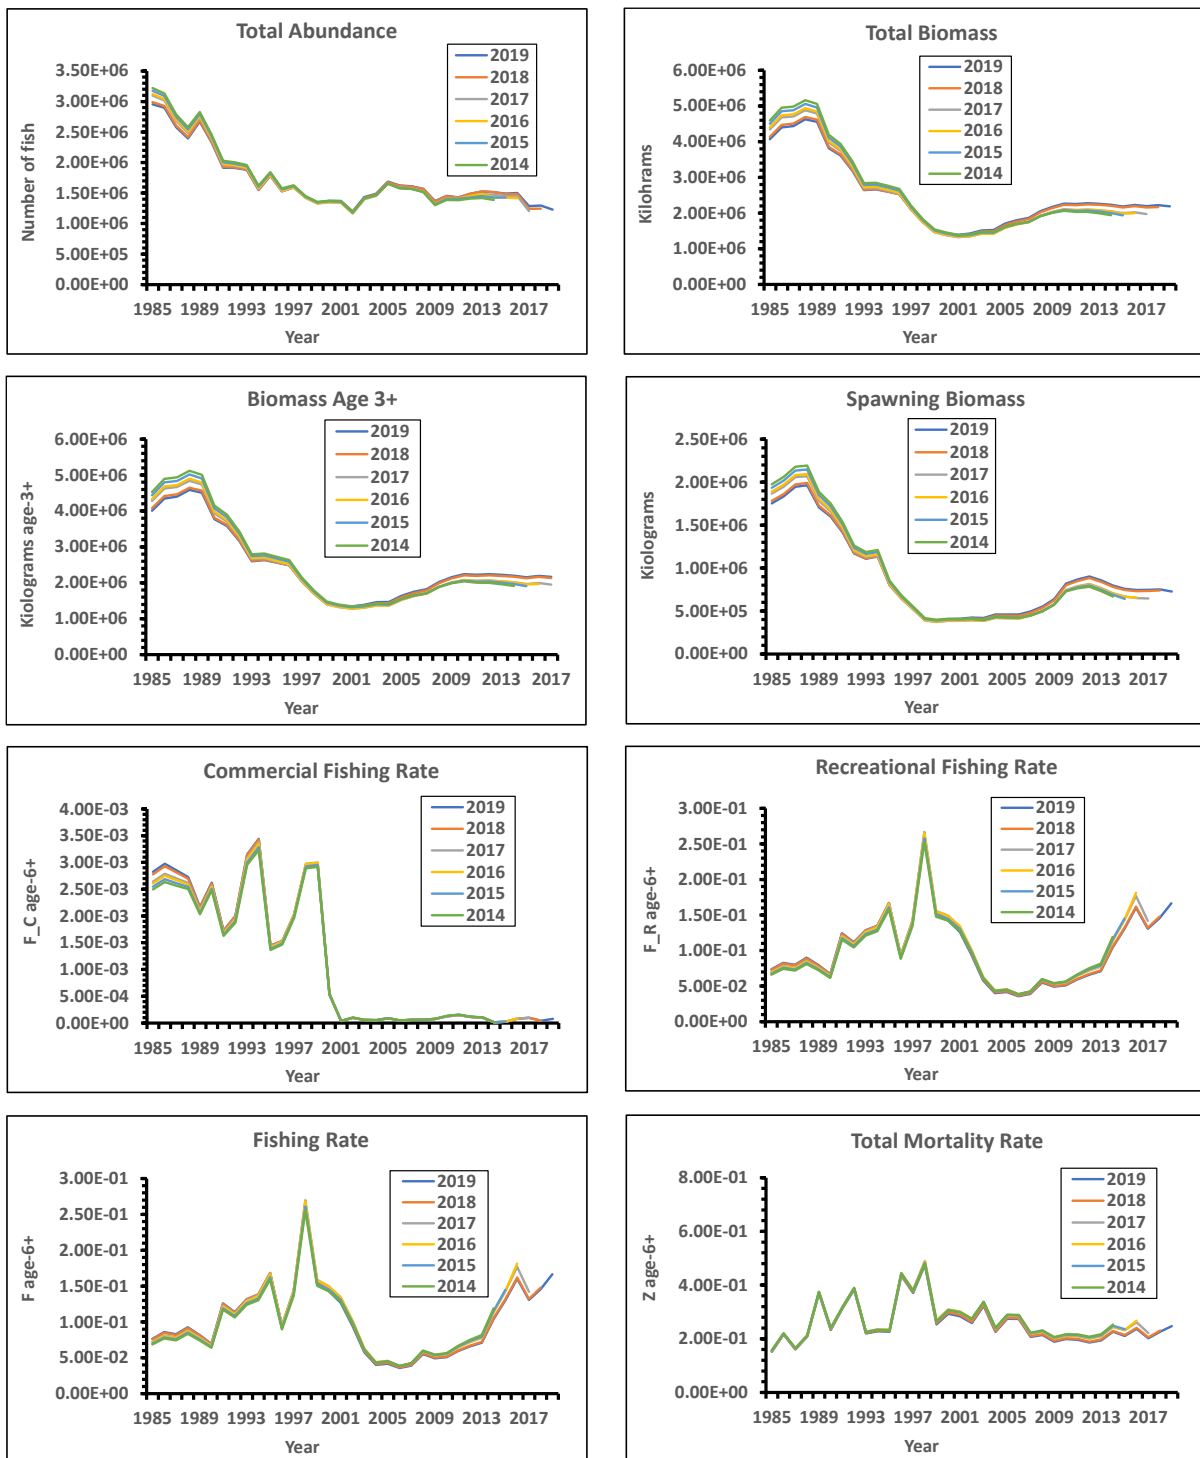 Total Abundance
Number of fish
3.50E+06
3.00E+06
2.50E+06
2.00E+06
1.50E+06
1.00E+06
5.00E+05
0.00E+00
2019
2018
2017
2016
2015
2014
1985 1989 1993 1997 2001 2005 2009 2013 2017
Year
Total Biomass
Kilohrams
6.00E+06
5.00E+06
4.00E+06
3.00E+06
2.00E+06
1.00E+06
0.00E+00
2019
2018
2017
2016
2015
2014
1985 1989 1993 1997 2001 2005 2009 2013 2017
Year
Biomass Age 3+
Kiolograms age-3+
6.00E+06
5.00E+06
4.00E+06
3.00E+06
2.00E+06
1.00E+06
0.00E+00
2019
2018
2017
2016
2015
2014
1985 1989 1993 1997 2001 2005 2009 2013 2017
Year
Spawning Biomass
Kiolograms
2.50E+06
2.00E+06
1.50E+06
1.00E+06
5.00E+05
0.00E+00
2019
2018
2017
2016
2015
2014
1985 1989 1993 1997 2001 2005 2009 2013 2017
Year
Commercial Fishing Rate
F_C age-6+
4.00E-03
3.50E-03
3.00E-03
2.50E-03
2.00E-03
1.50E-03
1.00E-03
5.00E-04
0.00E+00
2019
2018
2017
2016
2015
2014
1985 1989 1993 1997 2001 2005 2009 2013 2017
Year
Recreational Fishing Rate
F_R age-6+
3.00E-01
2.50E-01
2.00E-01
1.50E-01
1.00E-01
5.00E-02
0.00E+00
2019
2018
2017
2016
2015
2014
1985 1989 1993 1997 2001 2005 2009 2013 2017
Year
Fishing Rate
F age-6+
3.00E-01
2.50E-01
2.00E-01
1.50E-01
1.00E-01
5.00E-02
0.00E+00
2019
2018
2017
2016
2015
2014
1985 1989 1993 1997 2001 2005 2009 2013 2017
Year
Total Mortality Rate
Z age-6+
8.00E-01
6.00E-01
4.00E-01
2.00E-01
0.00E+00
2019
2018
2017
2016
2015
2014
1985 1989 1993 1997 2001 2005 2009 2013 2017
Year